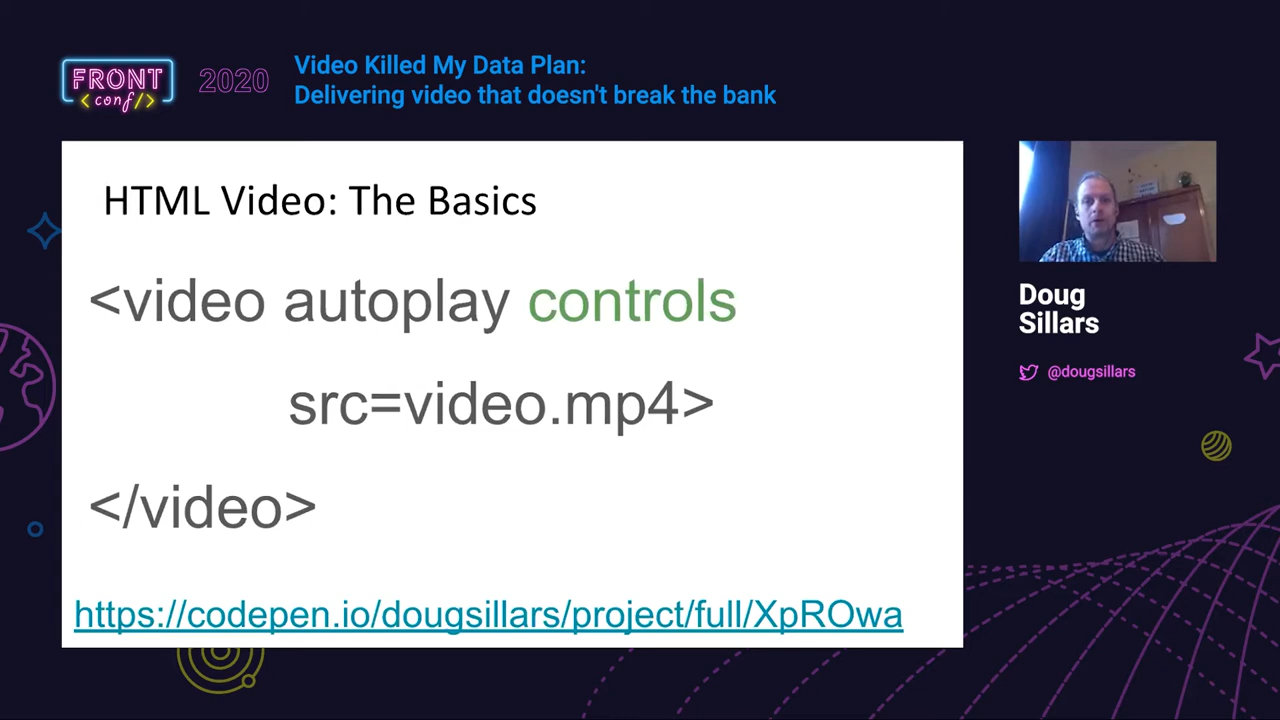 FRONT
<conf/>
2020
Video Killed My Data Plan:
Delivering video that doesn't break the bank
HTML Video: The Basics
<video autoplay controls
src=video.mp4>
</video>
https://codepen.io/dougsillars/project/full/XpROwa
Doug
Sillars
@dougsillars